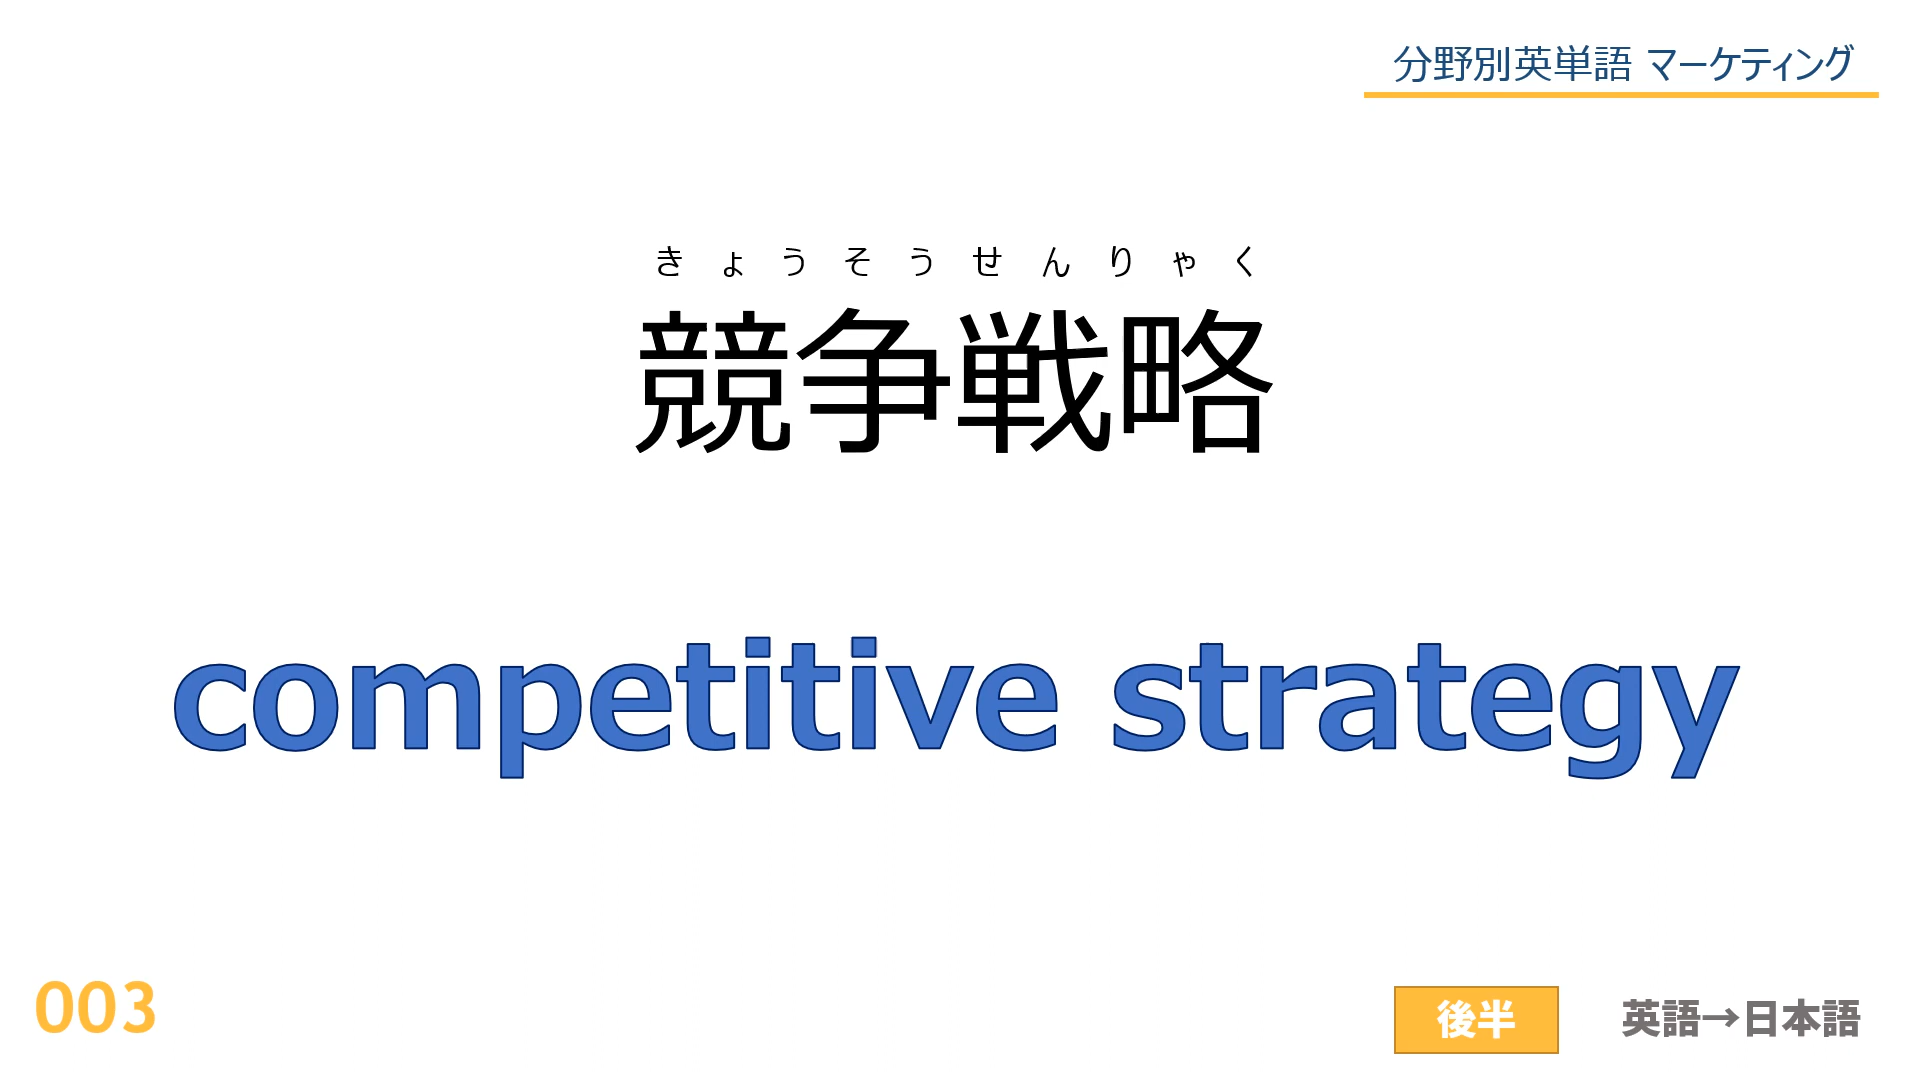 分野別英単語 マーケティング
きょうそうせんりゃく
競争戦略
competitive strategy
003
後半
英語→日本語